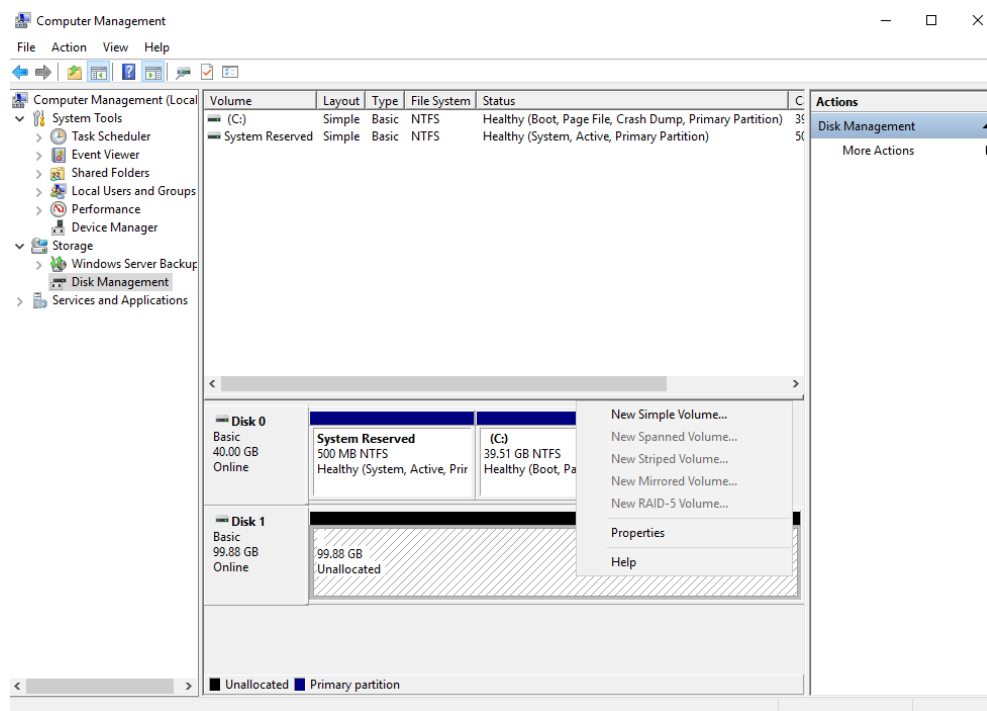 Computer Management
File Action View Help
Computer Management (Local
System Tools
Task Scheduler
Event Viewer
Shared Folders
Local Users and Groups
Performance
Device Manager
Storage
Windows Server Backup
Disk Management
Services and Applications
Volume Layout Type File System Status C
(C:) Simple Basic NTFS Healthy (Boot, Page File, Crash Dump, Primary Partition) 39
System Reserved Simple Basic NTFS Healthy (System, Active, Primary Partition) 50
Disk 0
Basic
40.00 GB
Online
System Reserved
500 MB NTFS
Healthy (System, Active, Prir
(C:)
39.51 GB NTFS
Healthy (Boot, Pa
New Simple Volume...
New Spanned Volume...
New Striped Volume...
New Mirrored Volume...
New RAID-5 Volume...
Properties
Help
Disk 1
Basic
99.88 GB
Online
99.88 GB
Unallocated
Unallocated Primary partition
Actions
Disk Management
More Actions